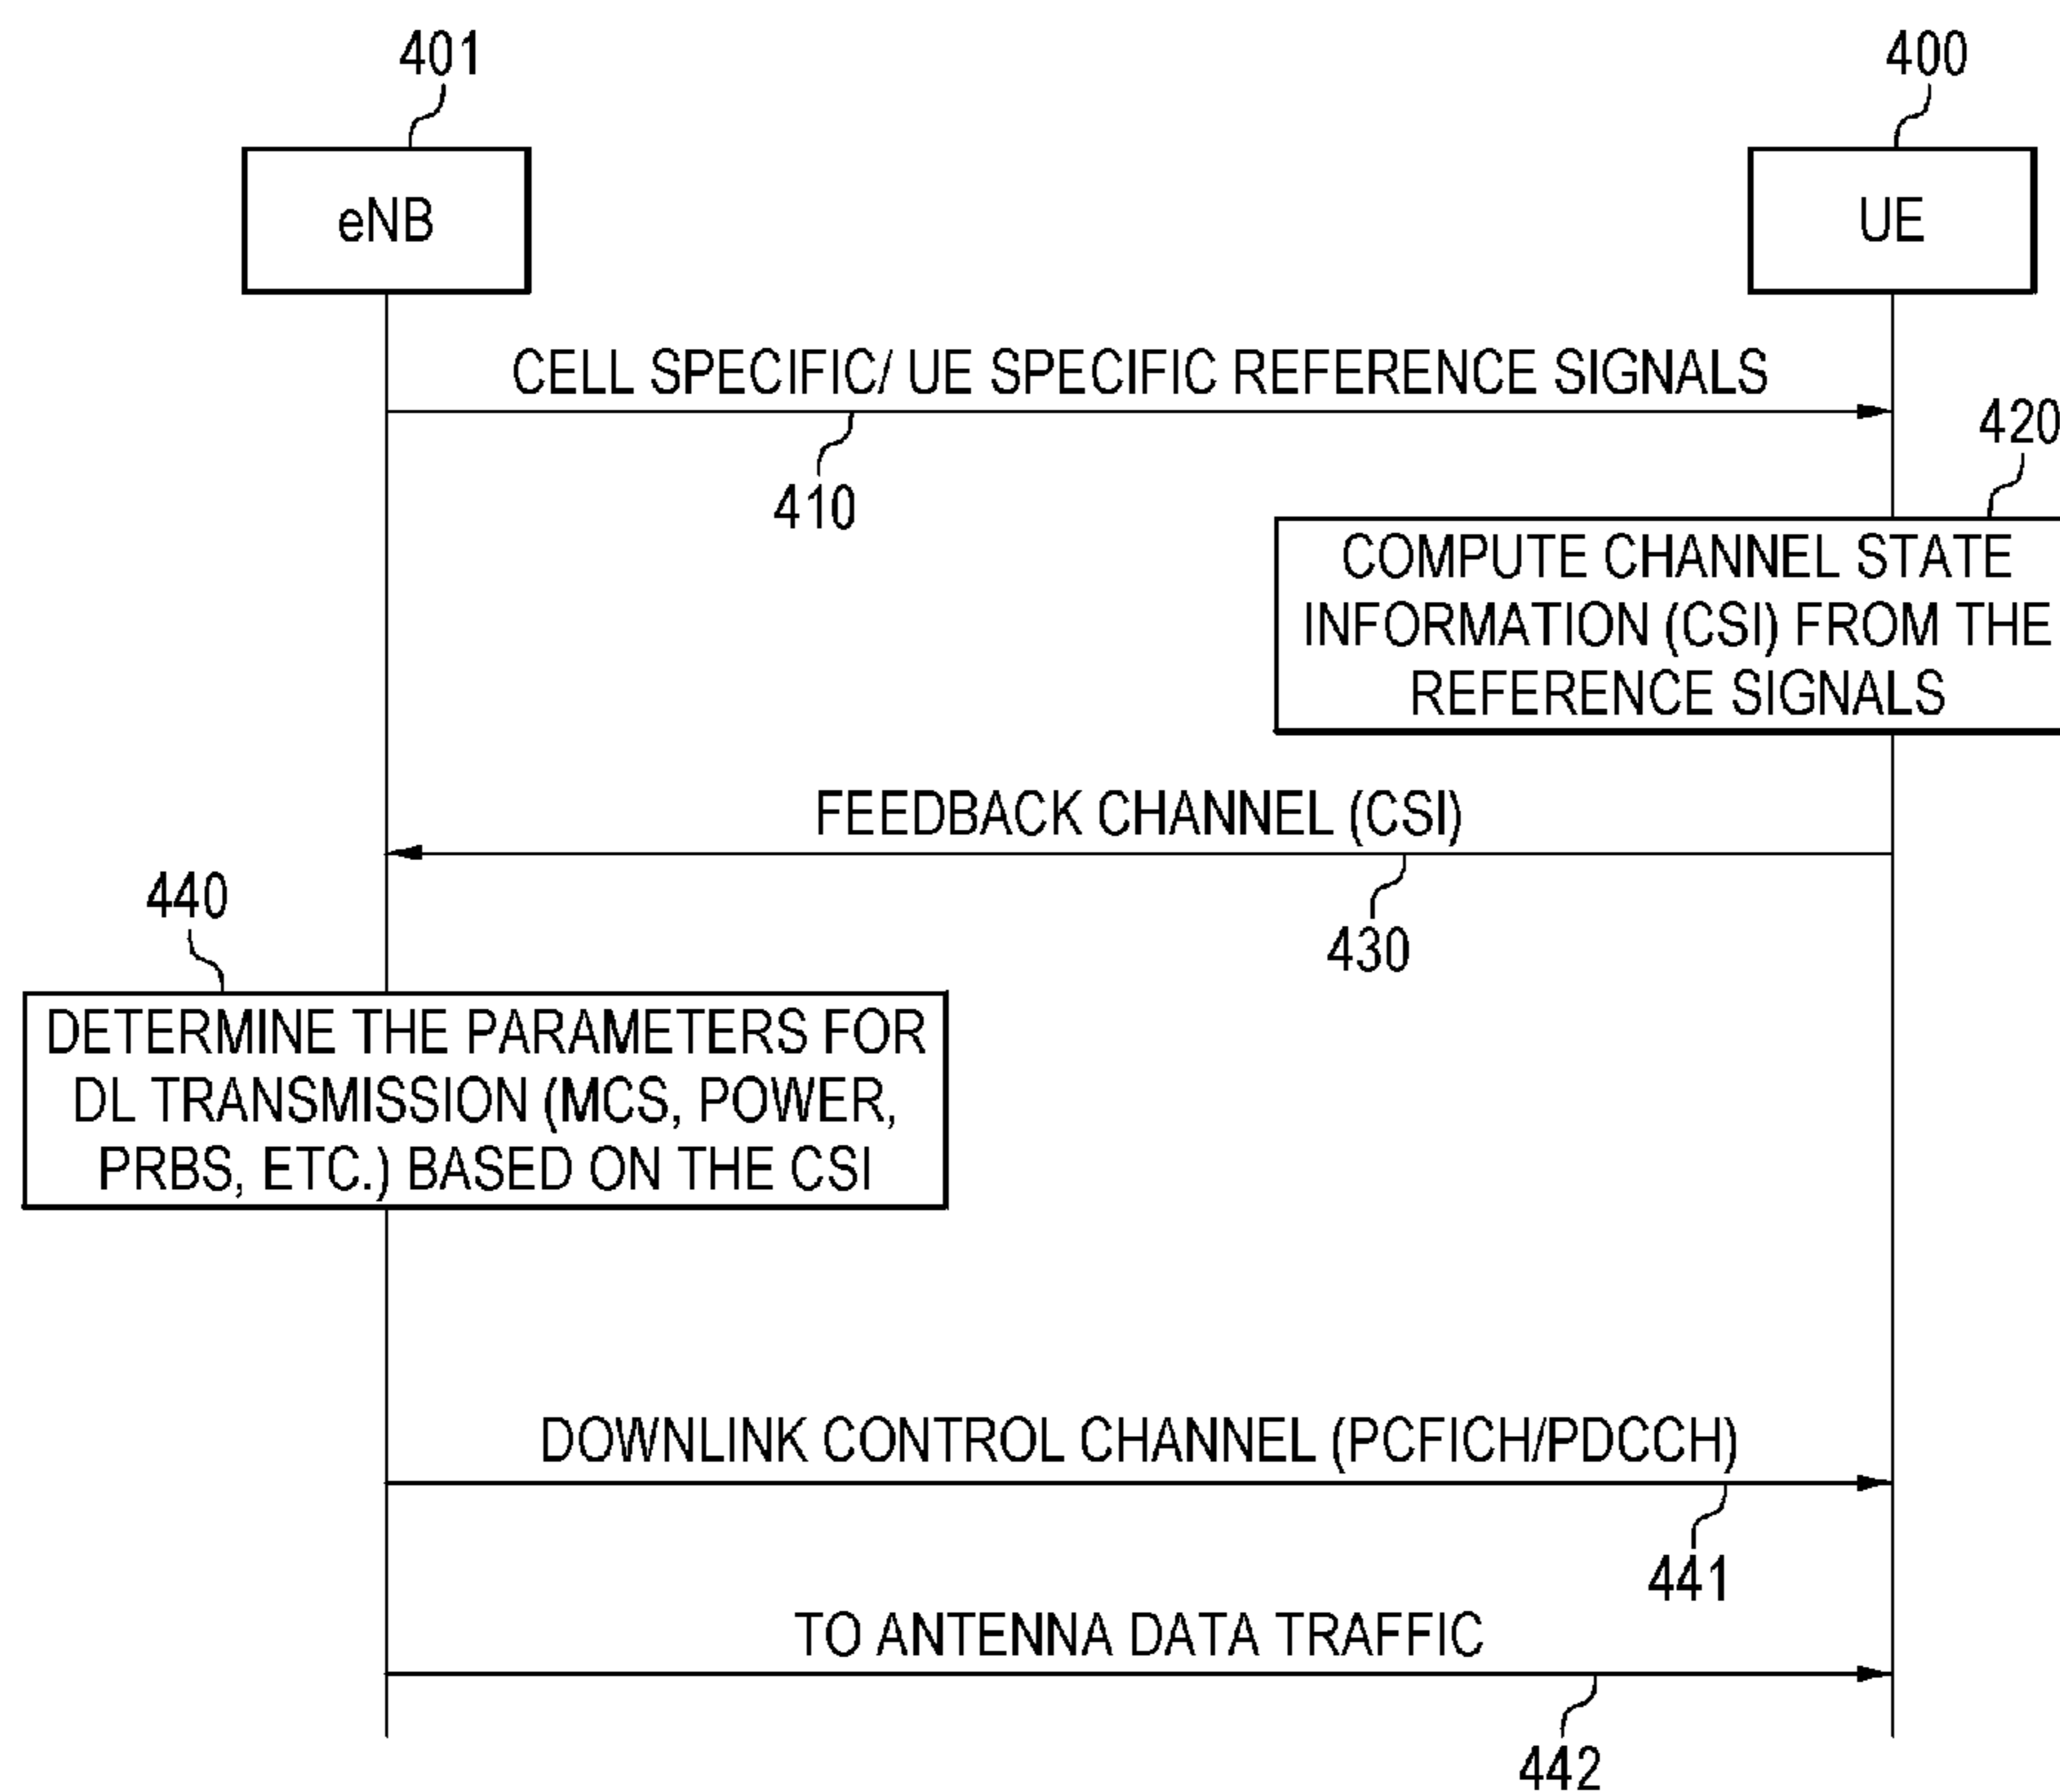 401
400
eNB
UE
CELL SPECIFIC/ UE SPECIFIC REFERENCE SIGNALS
410
420
COMPUTE CHANNEL STATE
INFORMATION (CSI) FROM THE
REFERENCE SIGNALS
FEEDBACK CHANNEL (CSI)
430
440
DETERMINE THE PARAMETERS FOR
DL TRANSMISSION (MCS, POWER,
PRBS, ETC.) BASED ON THE CSI
DOWNLINK CONTROL CHANNEL (PCFICH/PDCCH)
441
TO ANTENNA DATA TRAFFIC
442